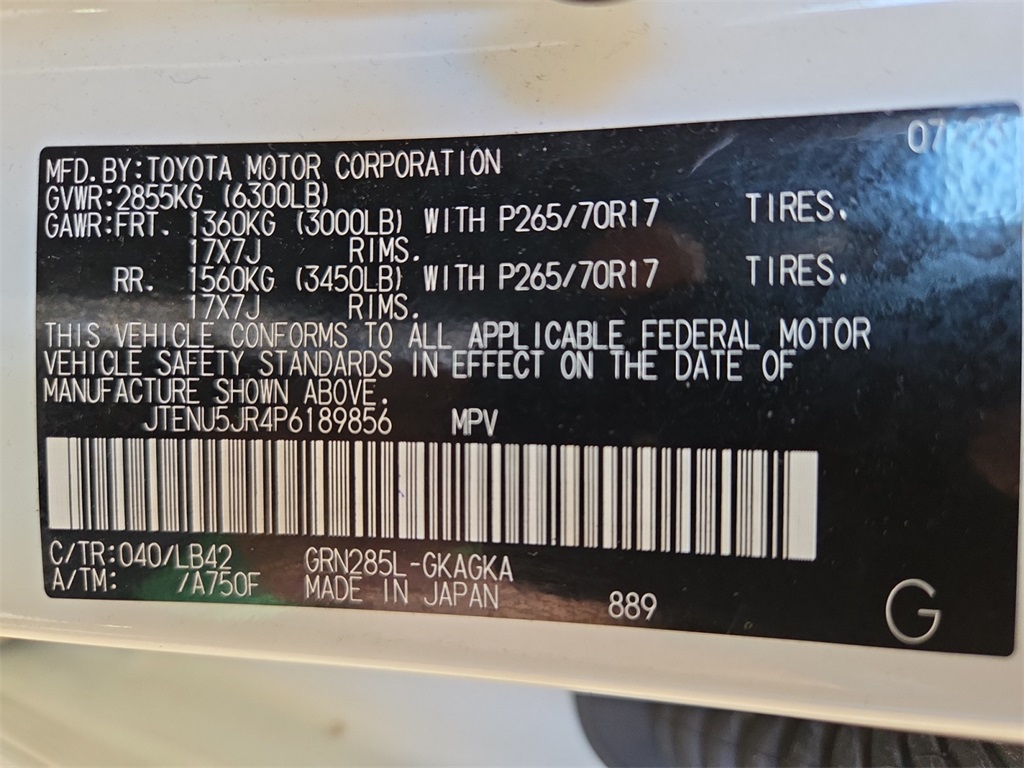 MFD.BY:TOYOTA MOTOR CORPORATION
GVWR:2855KG (6300LB)
GAWR:FRT. 1360KG (3000LB) WITH P265/70R17 TIRES.
17X7J RIMS.
RR. 1560KG (3450LB) WITH P265/70R17 TIRES.
17X7J RIMS.
THIS VEHICLE CONFORMS TO ALL APPLICABLE FEDERAL MOTOR
VEHICLE SAFETY STANDARDS IN EFFECT ON THE DATE OF
MANUFACTURE SHOWN ABOVE.
JTENU5JR4P6189856 MPV
C/TR:040/LB42 GRN285L-GKAGKA
A/TM: /A750F MADE IN JAPAN 889
G